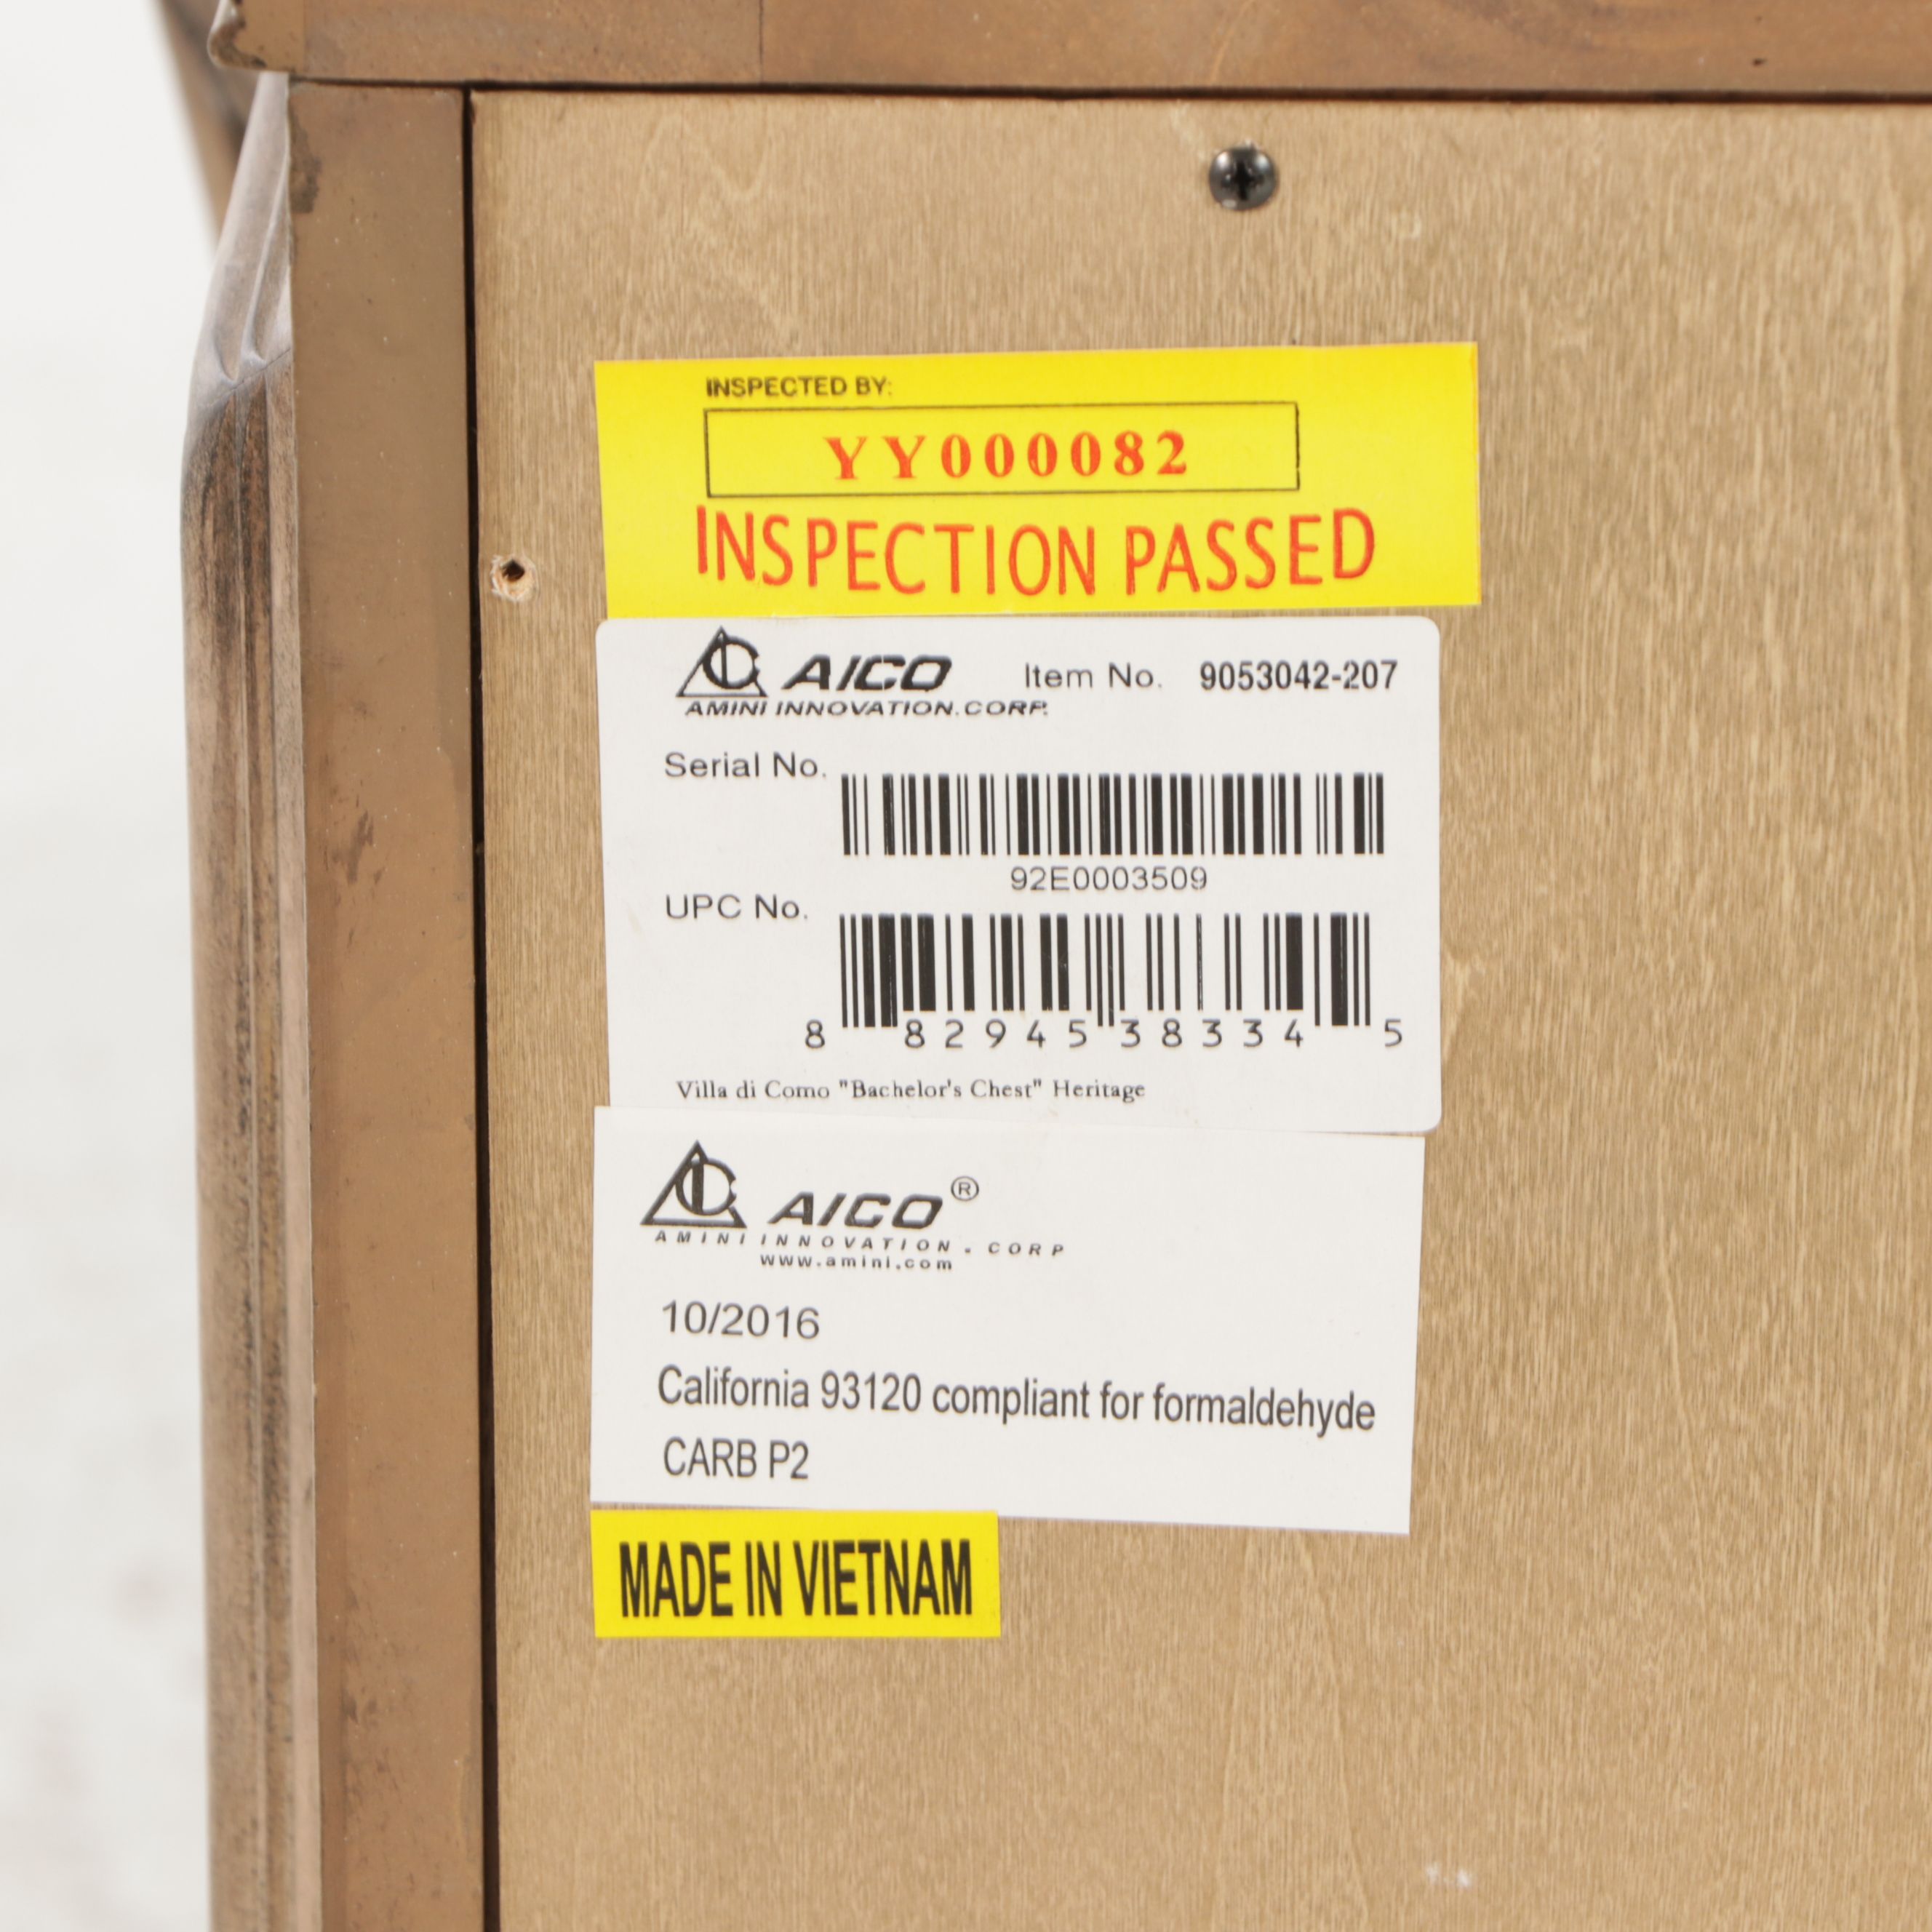 INSPECTED BY:
YY000082
INSPECTION PASSED
AICO Item No. 9053042-207
AMINI INNOVATION.CORP.
Serial No.
92E0003509
UPC No.
8 82945 38334 5
Villa di Como "Bachelor's Chest" Heritage
AICO®
AMINI INNOVATION.CORP
www.amini.com
10/2016
California 93120 compliant for formaldehyde
CARB P2
MADE IN VIETNAM